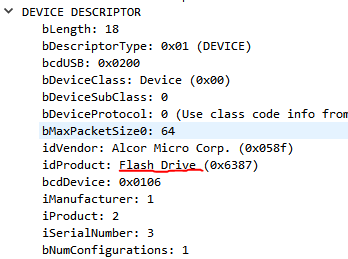 DEVICE DESCRIPTOR
bLength: 18
bDescriptorType: 0x01 (DEVICE)
bcdUSB: 0x0200
bDeviceClass: Device (0x00)
bDeviceSubClass: 0
bDeviceProtocol: 0 (Use class code info from
bMaxPacketSize0: 64
idVendor: Alcor Micro Corp. (0x058f)
idProduct: Flash Drive (0x6387)
bcdDevice: 0x0106
iManufacturer: 1
iProduct: 2
iSerialNumber: 3
bNumConfigurations: 1